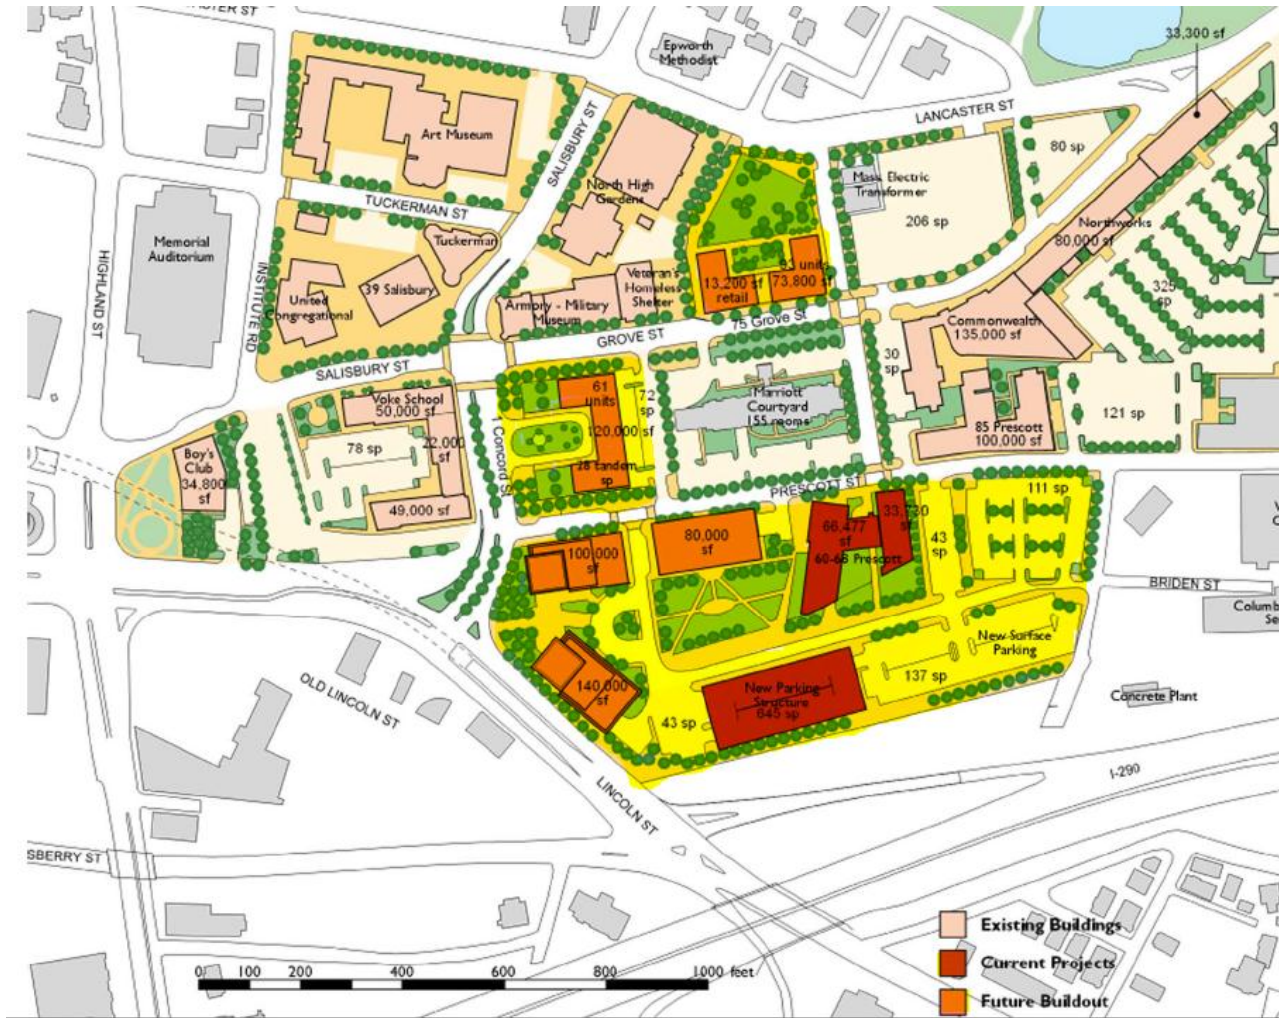 STER ST
33,300 sf
Epworth
Methodist
LANCASTER ST
SALISBURY ST
Art Museum
80 sp
North High
Gardens
Mass Electric
Transformer
206 sp
Northworks
80,000 sf
TUCKERMAN ST
Memorial
Auditorium
Tuckerman
HIGHLAND ST
INSTITUTE RD
39 Salisbury
United
Congregational
Veteran's
Homeless
Shelter
Armory - Military
Museum
13,200 sf
retail
93 units
73,800 sf
325
sp
75 Grove St
GROVE ST
Commonwealth
135,000 sf
30
sp
SALISBURY ST
Voke School
50,000 sf
22,000
sf
78 sp
49,000 sf
Boy's
Club
34,800
sf
1 Concord St
61
units
72
sp
120,000 sf
28 tandem
sp
Marriott
Courtyard
155 rooms
85 Prescott
100,000 sf
121 sp
PRESCOTT ST
111 sp
100,000
sf
80,000
sf
66,477
sf
33,730
sf
60-68 Prescott
43
sp
BRIDEN ST
Columb
Se
New Surface
Parking
137 sp
140,000
sf
43 sp
New Parking
Structure
645 sp
Concrete Plant
OLD LINCOLN ST
LINCOLN ST
I-290
SBERRY ST
Existing Buildings
Current Projects
Future Buildout
0 100 200 400 600 800 1000 feet